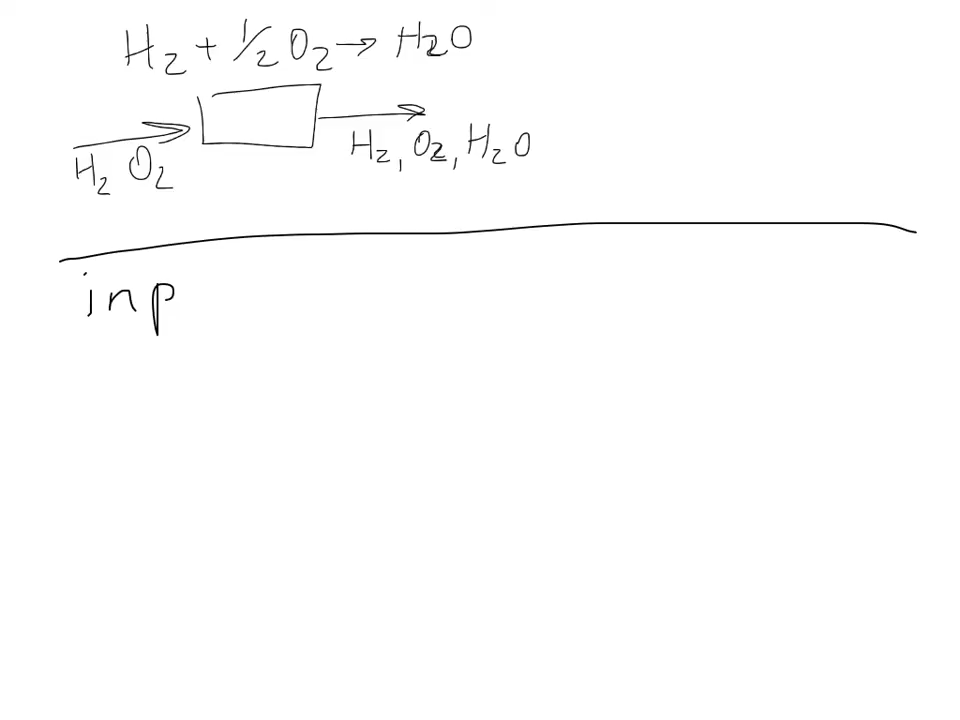 H2 + 1/2 O2 → H2O
H2 O2
H2, O2, H2O
inp